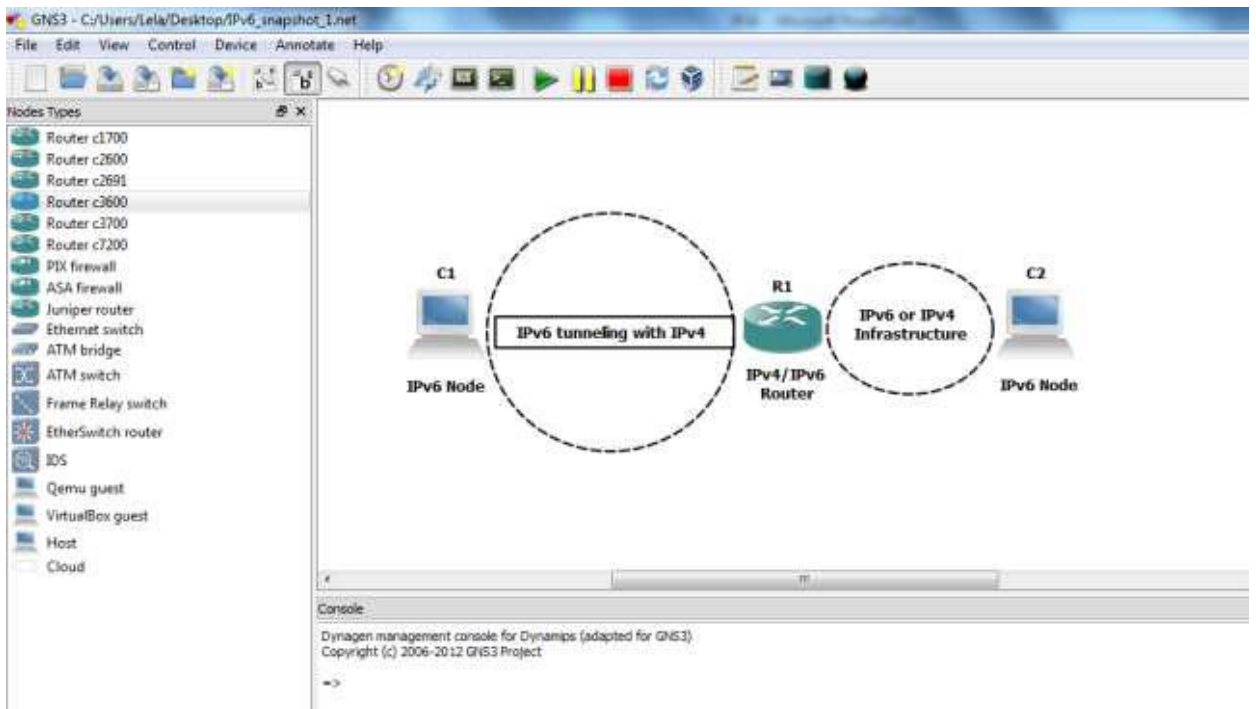 GNS3 - C:/Users/Lela/Desktop/IPv6_snapshot_1.net
File Edit View Control Device Annotate Help
Nodes Types
Router c1700
Router c2600
Router c2691
Router c3600
Router c3700
Router c7200
PIX firewall
ASA firewall
Juniper router
Ethernet switch
ATM bridge
ATM switch
Frame Relay switch
EtherSwitch router
IDS
Qemu guest
VirtualBox guest
Host
Cloud
C1
IPv6 Node
IPv6 tunneling with IPv4
R1
IPv4/IPv6
Router
IPv6 or IPv4
Infrastructure
C2
IPv6 Node
Console
Dynagen management console for Dynamips (adapted for GNS3)
Copyright (c) 2006-2012 GNS3 Project
=>